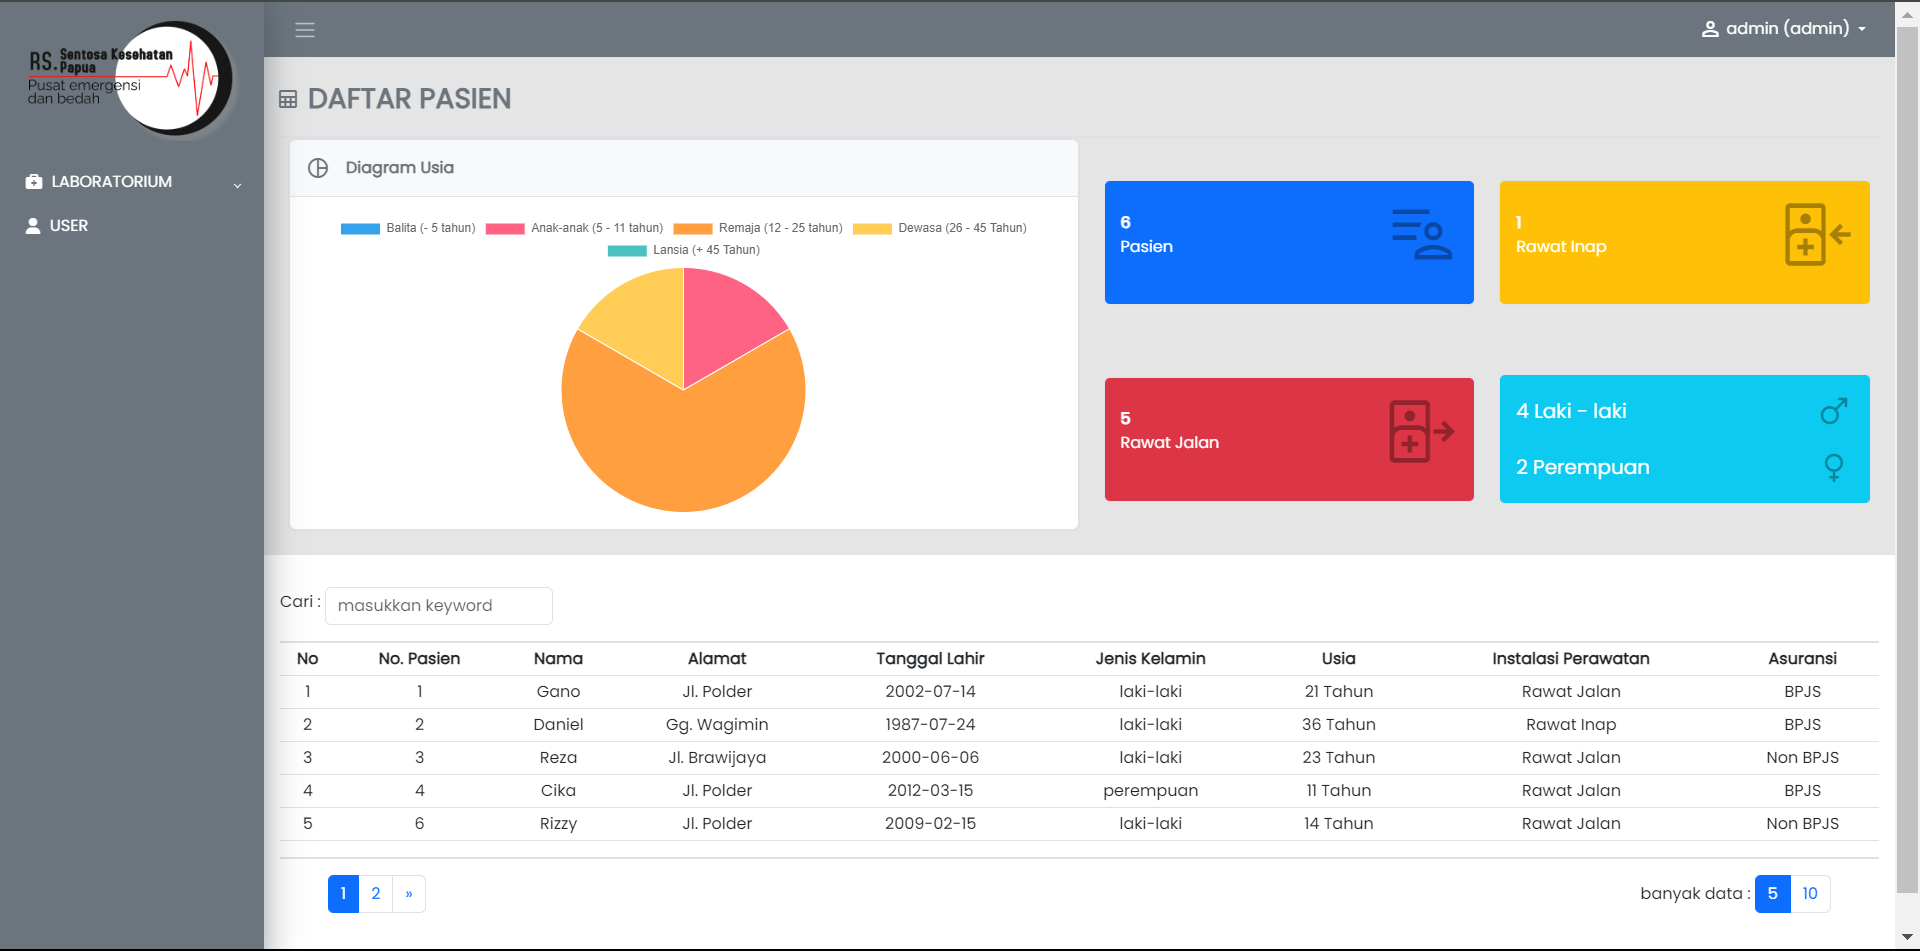 RS. Sentosa Kesehatan
Papua
Pusat emergensi
dan bedah
LABORATORIUM
USER
admin (admin)
DAFTAR PASIEN
Diagram Usia
Balita (- 5 tahun) Anak-anak (5 - 11 tahun) Remaja (12 - 25 tahun) Dewasa (26 - 45 Tahun)
Lansia (+ 45 Tahun)
6
Pasien
1
Rawat Inap
5
Rawat Jalan
4 Laki - laki
2 Perempuan
Cari : masukkan keyword
No No. Pasien Nama Alamat Tanggal Lahir Jenis Kelamin Usia Instalasi Perawatan Asuransi
1 1 Gano Jl. Polder 2002-07-14 laki-laki 21 Tahun Rawat Jalan BPJS
2 2 Daniel Gg. Wagimin 1987-07-24 laki-laki 36 Tahun Rawat Inap BPJS
3 3 Reza Jl. Brawijaya 2000-06-06 laki-laki 23 Tahun Rawat Jalan Non BPJS
4 4 Cika Jl. Polder 2012-03-15 perempuan 11 Tahun Rawat Jalan BPJS
5 6 Rizzy Jl. Polder 2009-02-15 laki-laki 14 Tahun Rawat Jalan Non BPJS
1 2 » banyak data : 5 10